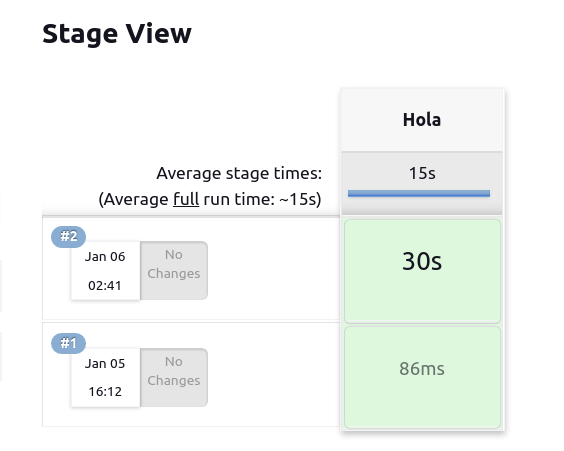 Stage View
Hola
Average stage times:
15s
(Average full run time: ~15s)
#2
Jan 06
02:41
No
Changes
30s
#1
Jan 05
16:12
No
Changes
86ms